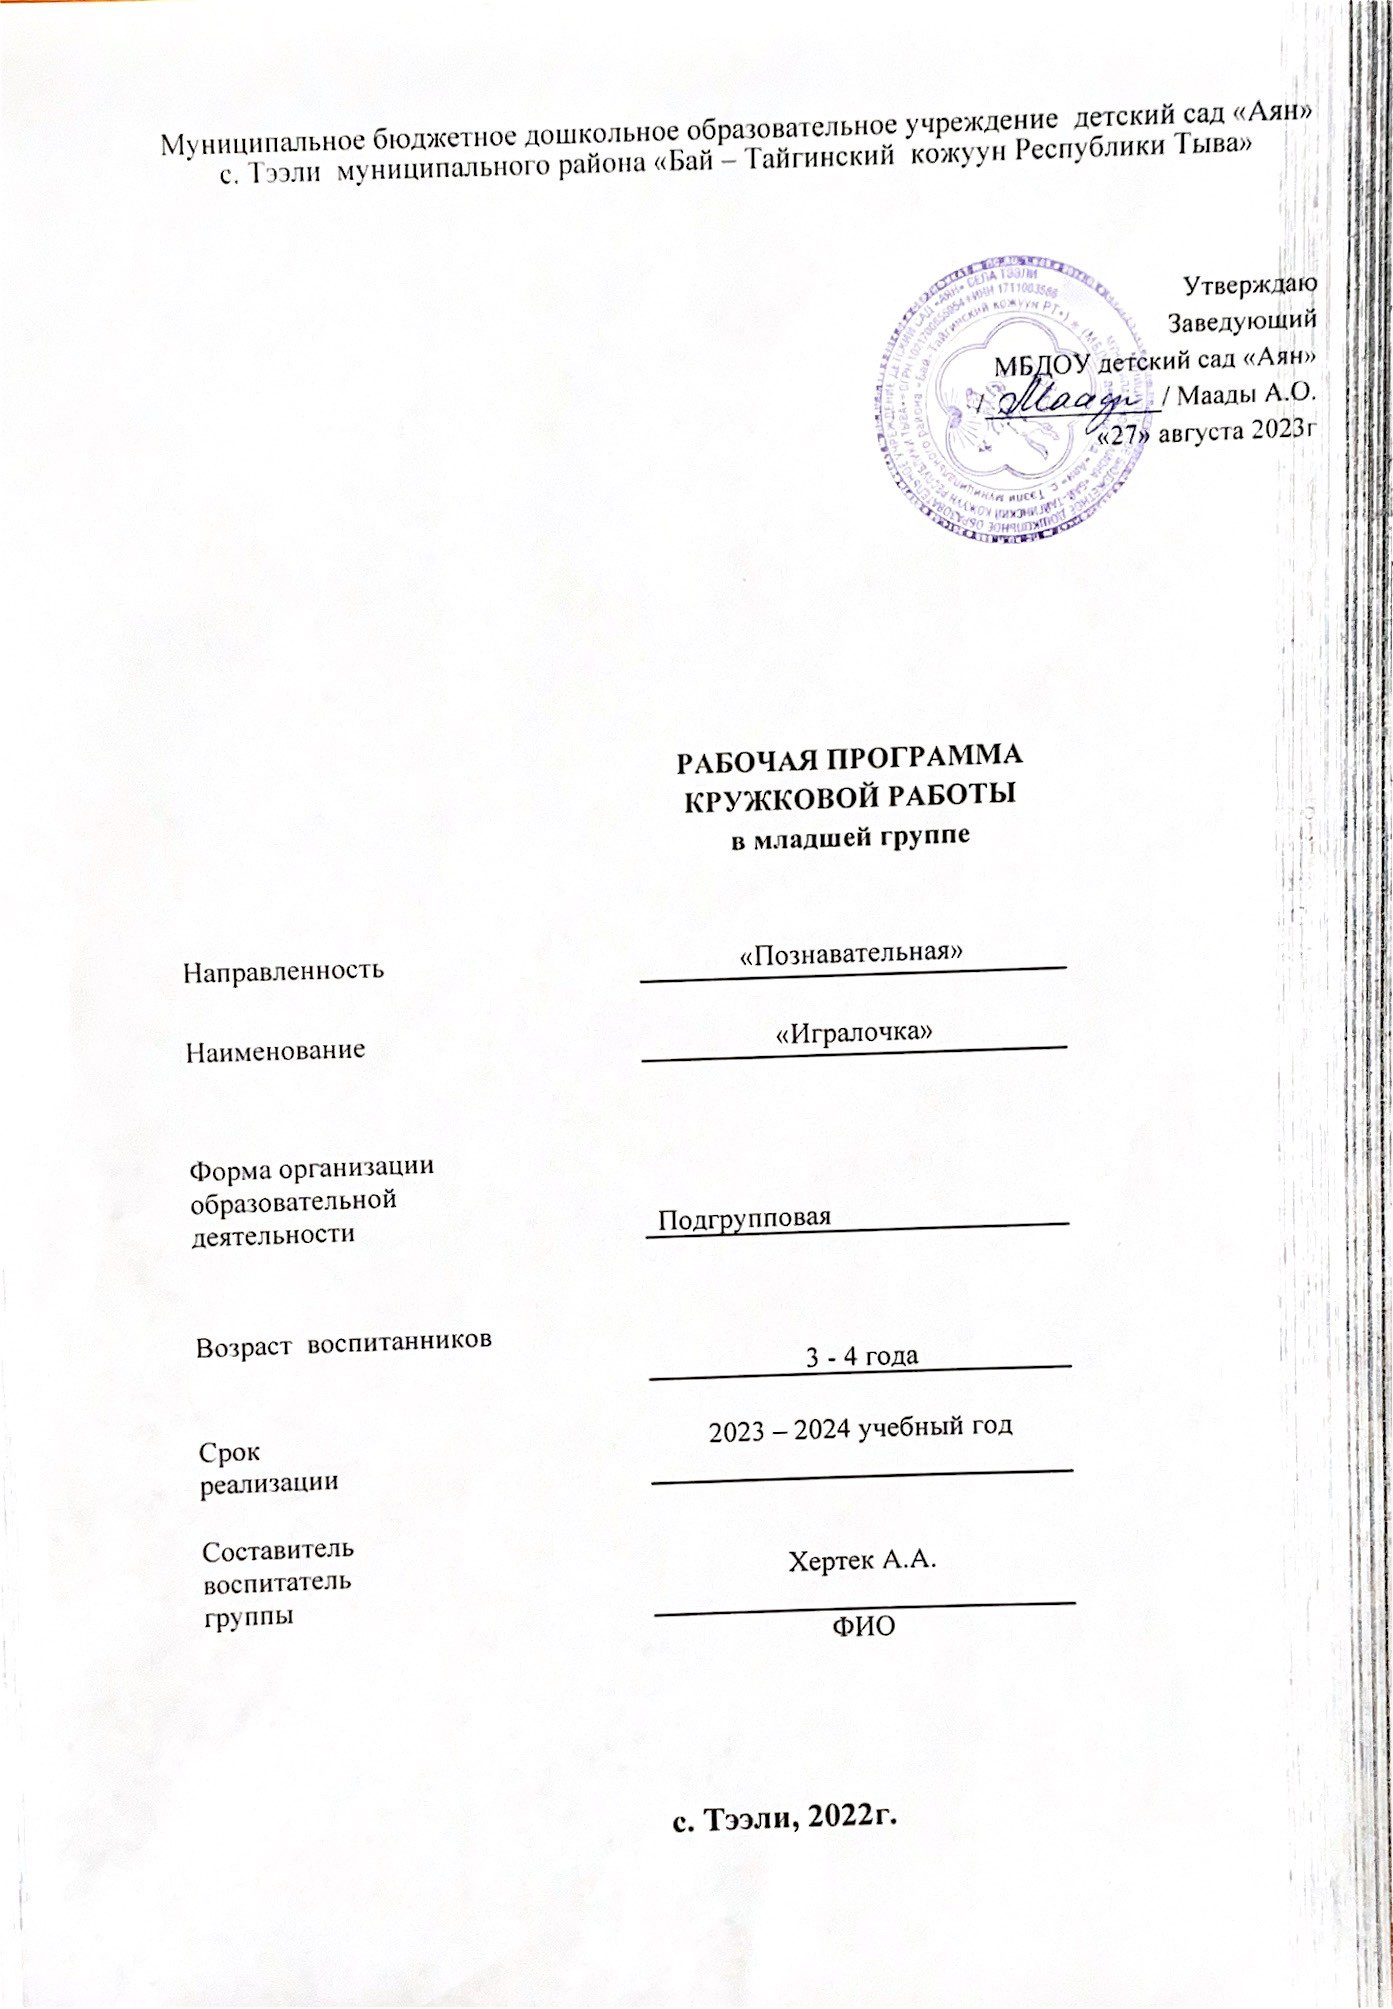 Муниципальное бюджетное дошкольное образовательное учреждение детский сад «Аян»
с. Тээли муниципального района «Бай – Тайгинский кожуун Республики Тыва»
Утверждаю
Заведующий
МБДОУ детский сад «Аян»
/ Маады / Маады А.О.
«27» августа 2023г
РАБОЧАЯ ПРОГРАММА
КРУЖКОВОЙ РАБОТЫ
в младшей группе
Направленность «Познавательная»
Наименование «Игралочка»
Форма организации
образовательной
деятельности Подгрупповая
Возраст воспитанников 3 - 4 года
2023 – 2024 учебный год
Срок
реализации
Составитель
воспитатель Хертек А.А.
группы
ФИО
с. Тээли, 2022г.